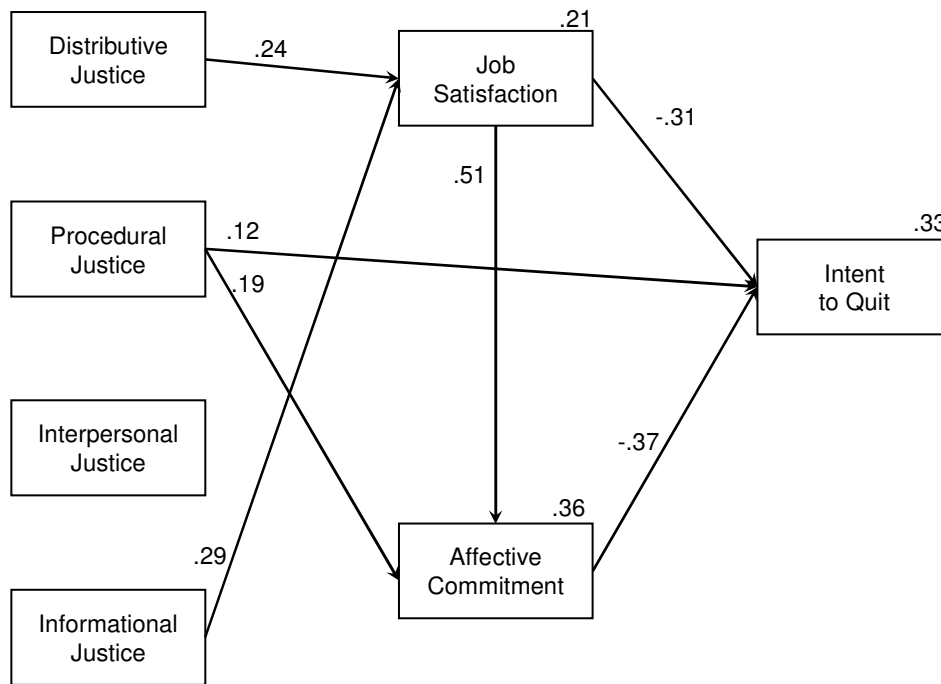 Distributive
Justice
.24
.21
Job
Satisfaction
-.31
.51
Procedural
Justice
.12
.19
.33
Intent
to Quit
Interpersonal
Justice
-.37
.36
Affective
Commitment
.29
Informational
Justice